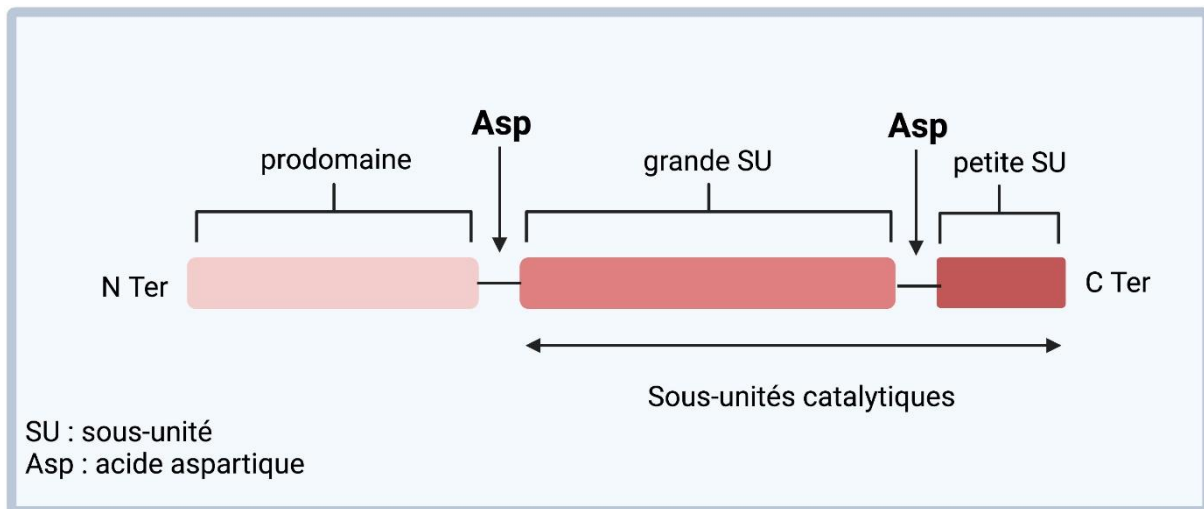 Asp
Asp
prodomaine
grande SU
petite SU
N Ter
C Ter
Sous-unités catalytiques
SU : sous-unité
Asp : acide aspartique